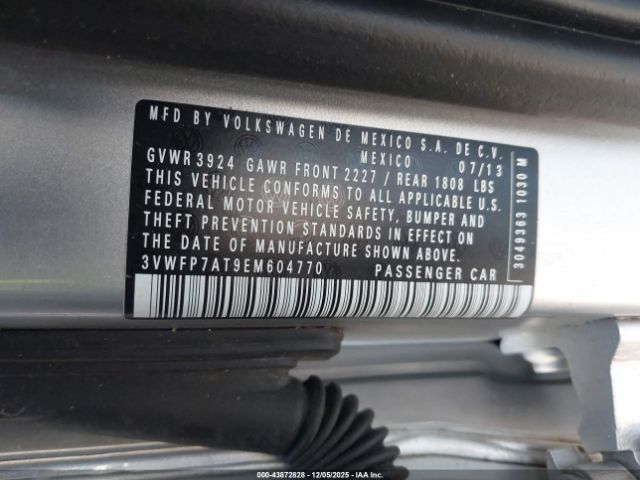 MFD BY VOLKSWAGEN DE MEXICO S.A. DE C.V.
MEXICO 07/13
GVWR 3924 GAWR FRONT 2227 / REAR 1808 LBS
THIS VEHICLE CONFORMS TO ALL APPLICABLE U.S.
FEDERAL MOTOR VEHICLE SAFETY, BUMPER AND
THEFT PREVENTION STANDARDS IN EFFECT ON
THE DATE OF MANUFACTURE SHOWN ABOVE.
3VWFP7AT9EM604770 PASSENGER CAR
3049363 1030 M
000-43872828 - 12/05/2025 - IAA Inc.